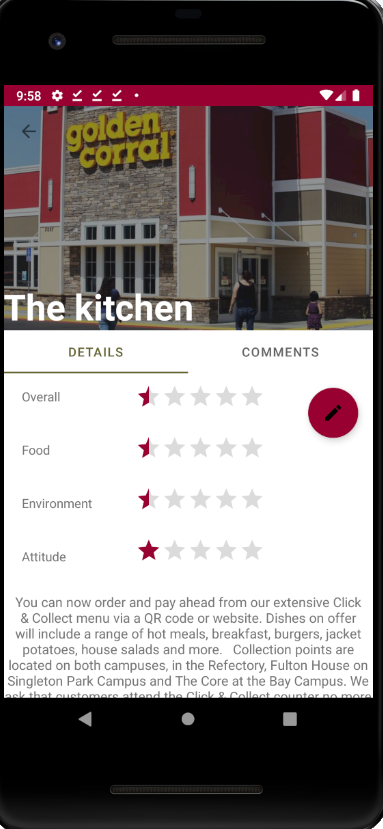 9:58
golden
corral
The kitchen
DETAILS
COMMENTS
Overall
Food
Environment
Attitude
You can now order and pay ahead from our extensive Click
& Collect menu via a QR code or website. Dishes on offer
will include a range of hot meals, breakfast, burgers, jacket
potatoes, house salads and more. Collection points are
located on both campuses, in the Refectory, Fulton House on
Singleton Park Campus and The Core at the Bay Campus. We
ask that customers attend the Click & Collect counter no more